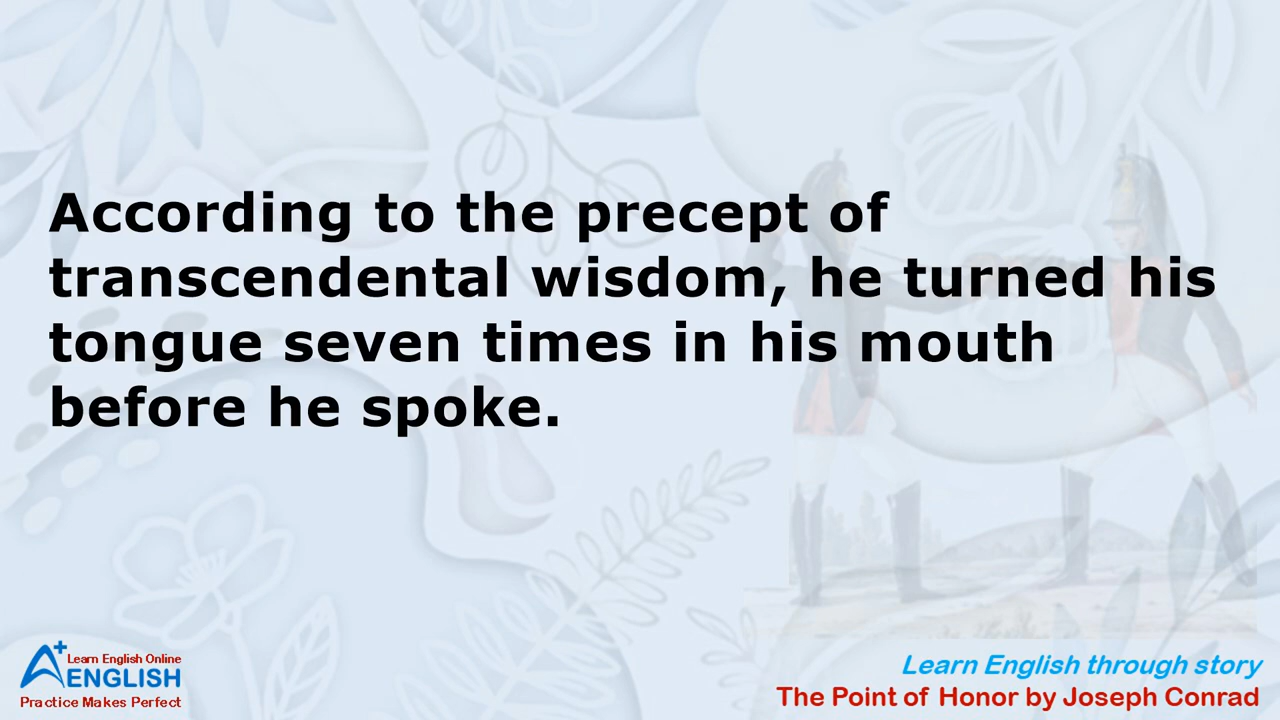 According to the precept of
transcendental wisdom, he turned his
tongue seven times in his mouth
before he spoke.
A+ Learn English Online
ENGLISH
Practice Makes Perfect
Learn English through story
The Point of Honor by Joseph Conrad